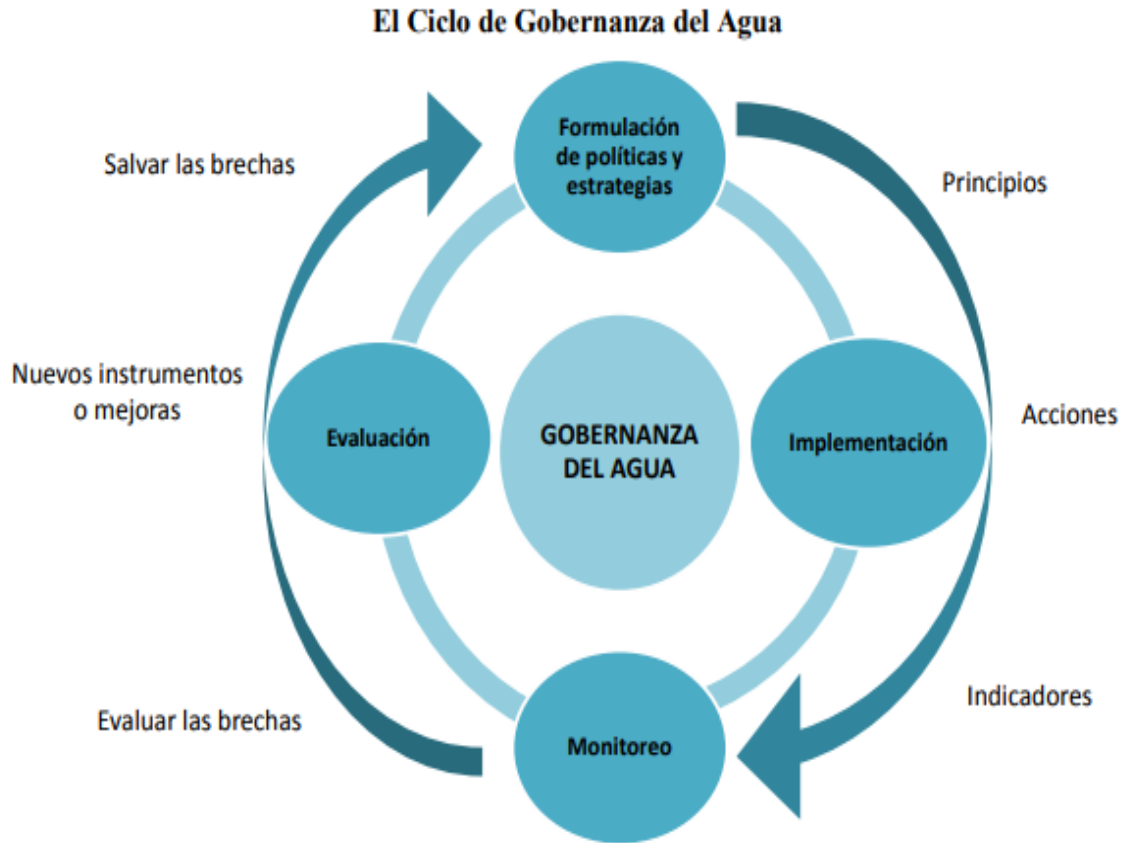 El Ciclo de Gobernanza del Agua
Formulación
de políticas y
estrategias
Salvar las brechas
Principios
Nuevos instrumentos
o mejoras
Evaluación
GOBERNANZA
DEL AGUA
Implementación
Acciones
Evaluar las brechas
Monitoreo
Indicadores